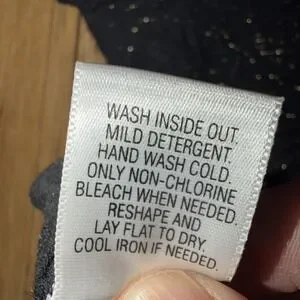 WASH INSIDE OUT.
MILD DETERGENT.
HAND WASH COLD.
ONLY NON-CHLORINE
BLEACH WHEN NEEDED.
RESHAPE AND
LAY FLAT TO DRY.
COOL IRON IF NEEDED.